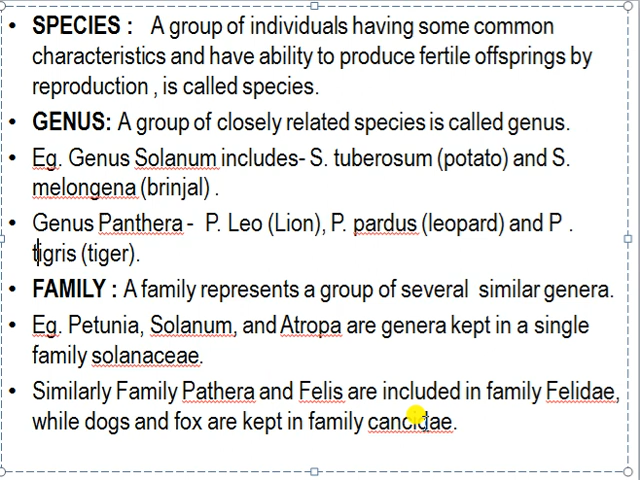 • SPECIES : A group of individuals having some common
characteristics and have ability to produce fertile offsprings by
reproduction , is called species.
• GENUS: A group of closely related species is called genus.
• Eg. Genus Solanum includes- S. tuberosum (potato) and S.
melongena (brinjal) .
• Genus Panthera - P. Leo (Lion), P. pardus (leopard) and P .
tigris (tiger).
• FAMILY : A family represents a group of several similar genera.
• Eg. Petunia, Solanum, and Atropa are genera kept in a single
family solanaceae.
• Similarly Family Pathera and Felis are included in family Felidae,
while dogs and fox are kept in family